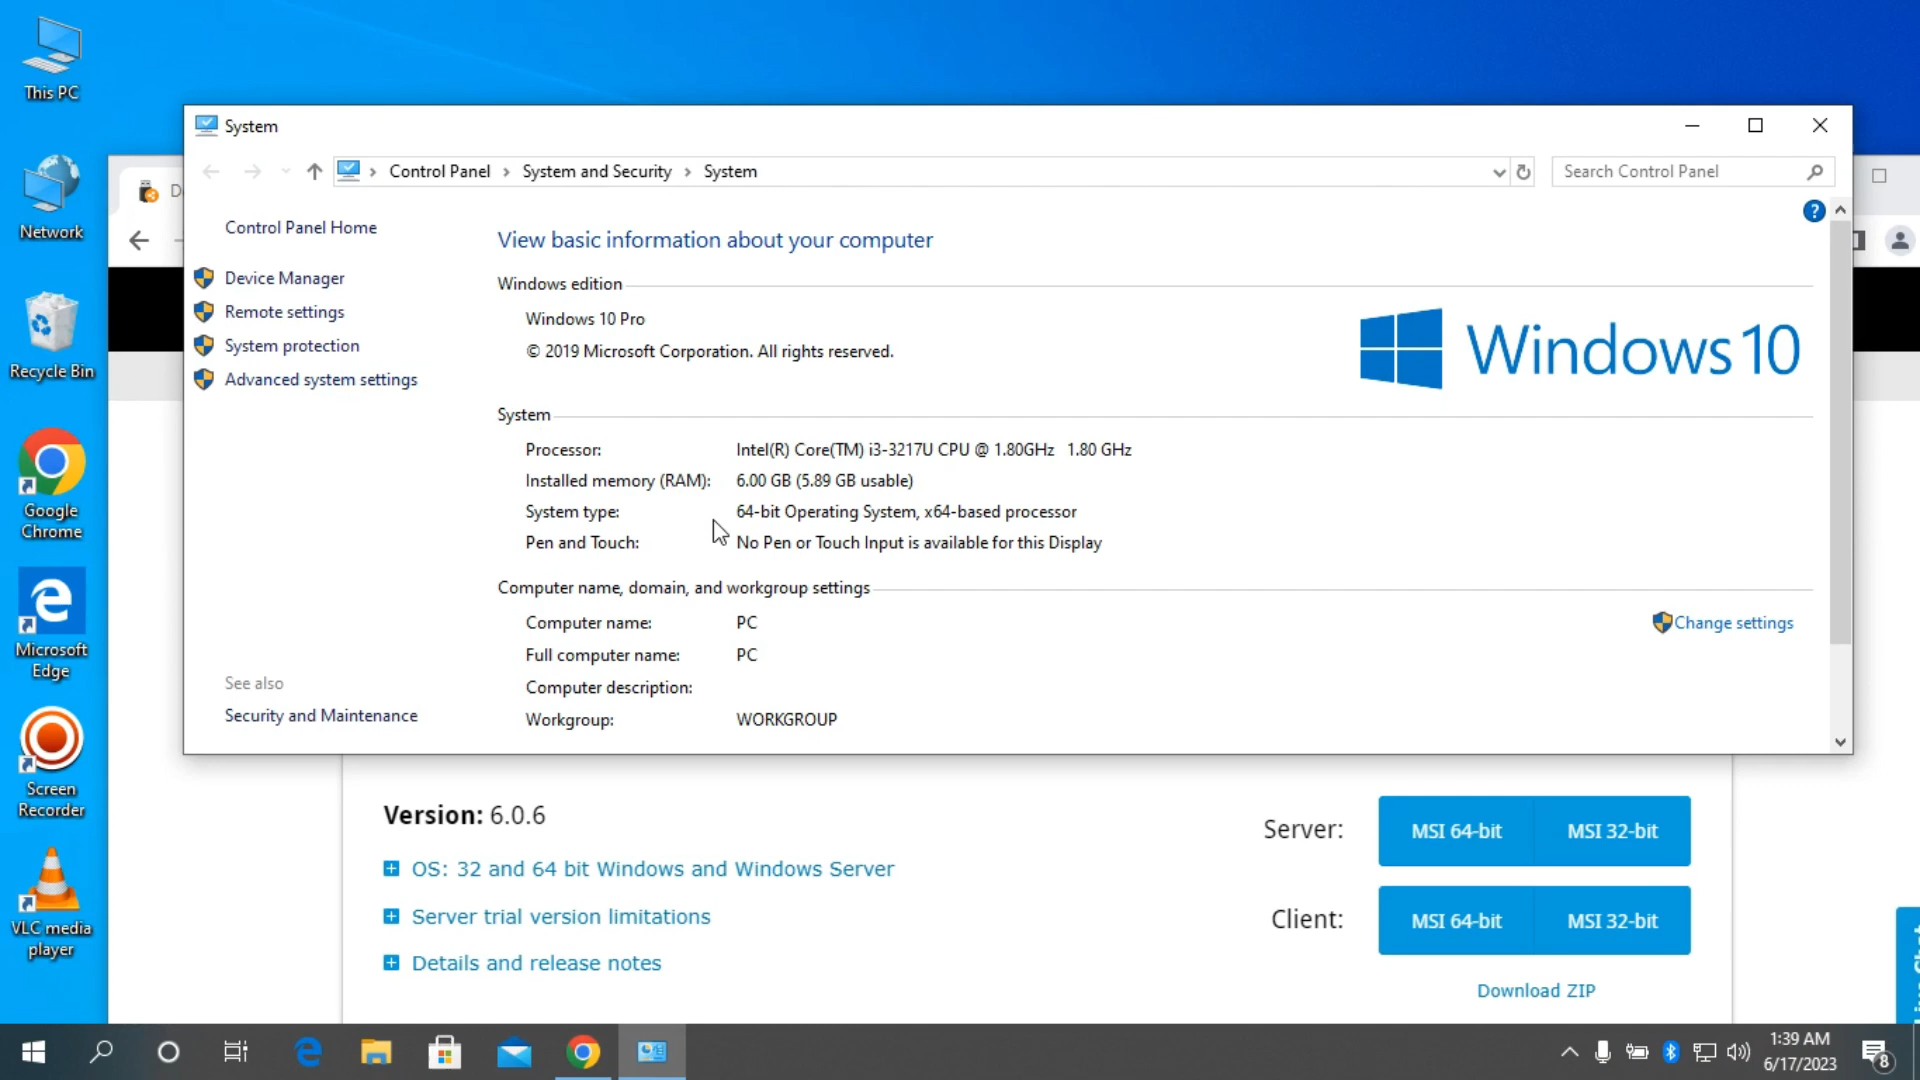 This PC
Network
Recycle Bin
Google
Chrome
Microsoft
Edge
Screen
Recorder
VLC media
player
System
Control Panel
System and Security
System
Search Control Panel
D
Control Panel Home
Device Manager
Remote settings
System protection
Advanced system settings
See also
Security and Maintenance
View basic information about your computer
Windows edition
Windows 10 Pro
© 2019 Microsoft Corporation. All rights reserved.
Windows 10
System
Processor: Intel(R) Core(TM) i3-3217U CPU @ 1.80GHz 1.80 GHz
Installed memory (RAM): 6.00 GB (5.89 GB usable)
System type: 64-bit Operating System, x64-based processor
Pen and Touch: No Pen or Touch Input is available for this Display
Computer name, domain, and workgroup settings
Computer name: PC
Change settings
Full computer name: PC
Computer description:
Workgroup: WORKGROUP
Version: 6.0.6
OS: 32 and 64 bit Windows and Windows Server
Server trial version limitations
Details and release notes
Server: MSI 64-bit MSI 32-bit
Client: MSI 64-bit MSI 32-bit
Download ZIP
1:39 AM
6/17/2023
8